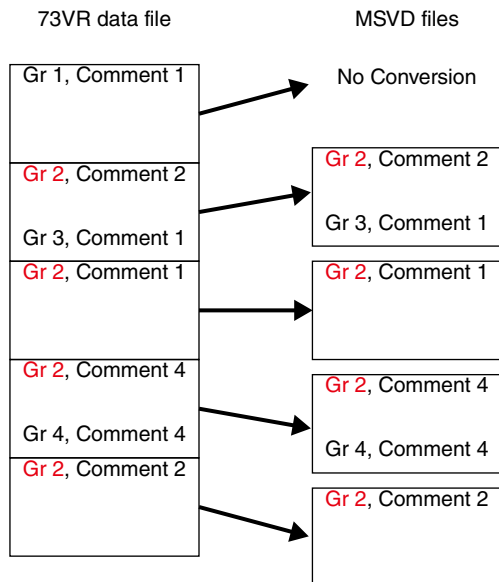 73VR data file
Gr 1, Comment 1
Gr 2, Comment 2
Gr 3, Comment 1
Gr 2, Comment 1
Gr 2, Comment 4
Gr 4, Comment 4
Gr 2, Comment 2
MSVD files
No Conversion
Gr 2, Comment 2
Gr 3, Comment 1
Gr 2, Comment 1
Gr 2, Comment 4
Gr 4, Comment 4
Gr 2, Comment 2